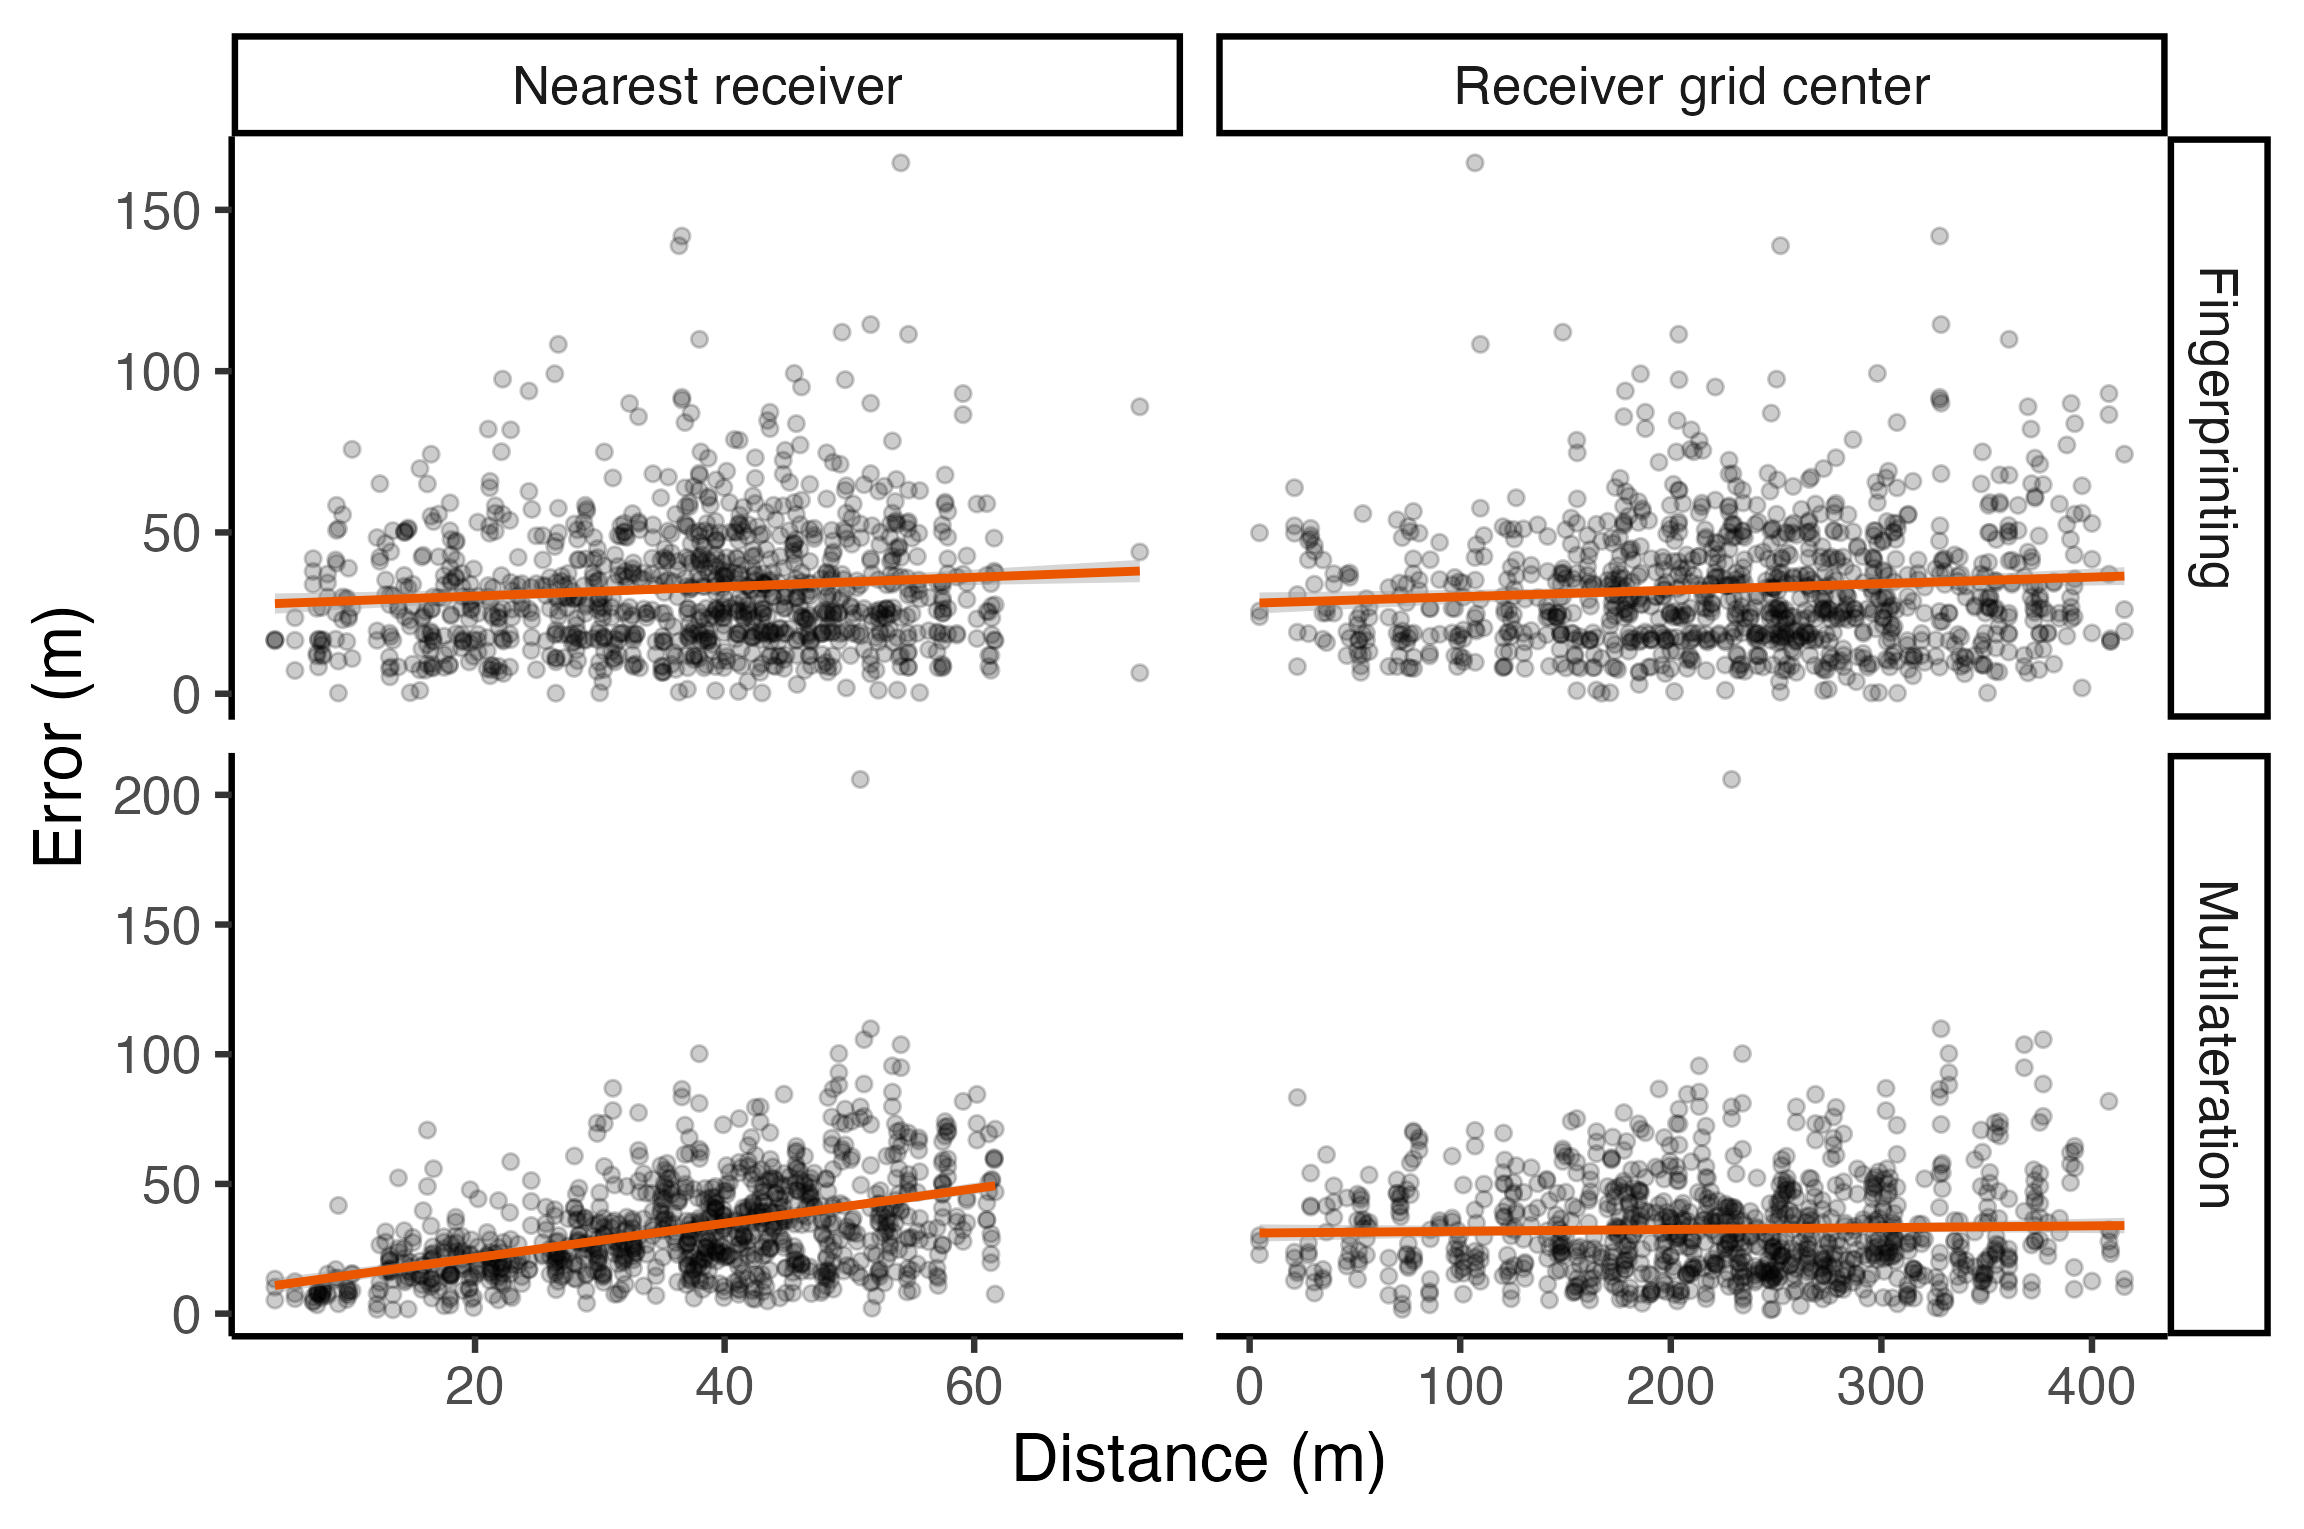 Nearest receiver
Receiver grid center
Error (m)
150
100
50
0
Fingerprinting
200
150
100
50
0
Multilateration
20
40
60
0
100
200
300
400
Distance (m)